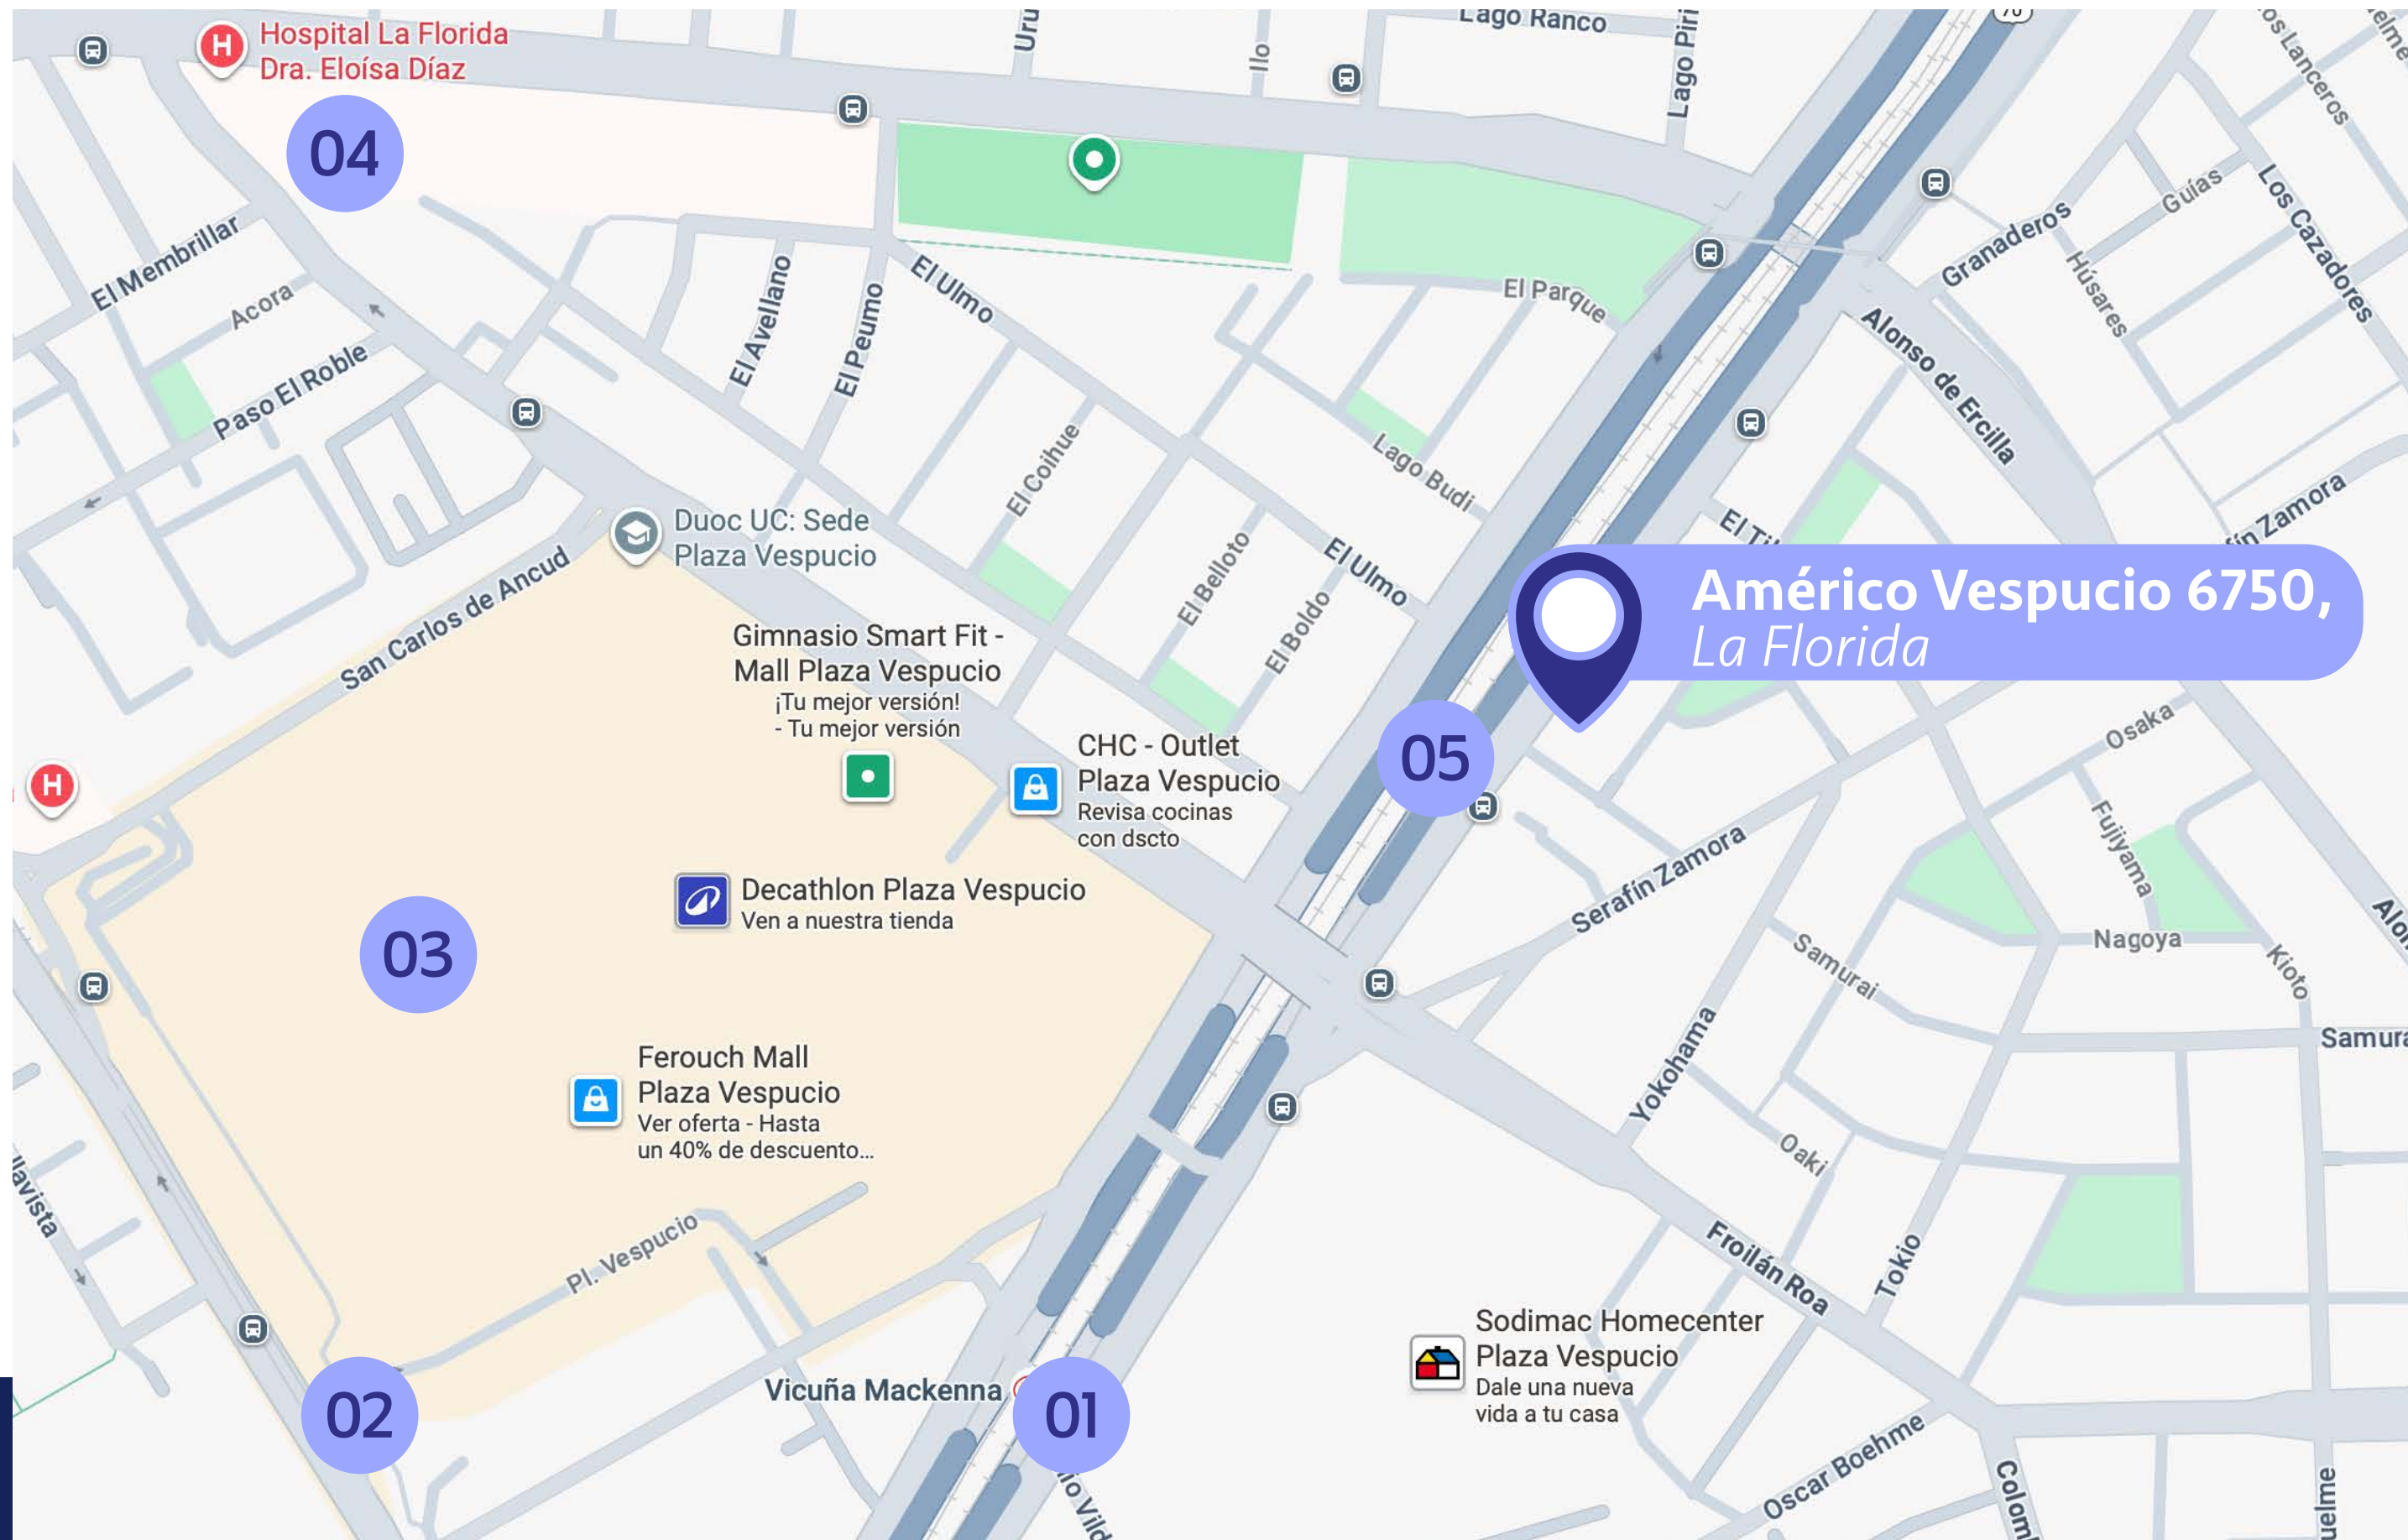 Lago Ranco
70
Hospital La Florida
Dra. Eloísa Díaz
Ilo
04
El Membrillar
Acora
Paso El Roble
El Avellano
El Peumo
El Ulmo
El Parque
Granaderos
Guías
Húsares
Los Cazadores
Alonso de Ercilla
Lago Budi
El Coihue
El Belloto
El Boldo
El Ulmo
Duoc UC: Sede
Plaza Vespucio
San Carlos de Ancud
Américo Vespucio 6750,
La Florida
Gimnasio Smart Fit -
Mall Plaza Vespucio
¡Tu mejor versión!
- Tu mejor versión
CHC - Outlet
Plaza Vespucio
Revisa cocinas
con dscto
05
Osaka
Fujiyama
Serafín Zamora
Decathlon Plaza Vespucio
Ven a nuestra tienda
03
Samurai
Nagoya
Kioto
Yokohama
Ferouch Mall
Plaza Vespucio
Ver oferta - Hasta
un 40% de descuento...
Oaki
Pl. Vespucio
Froilán Roa
Tokio
Sodimac Homecenter
Plaza Vespucio
Dale una nueva
vida a tu casa
Vicuña Mackenna
01
02
Oscar Boehme